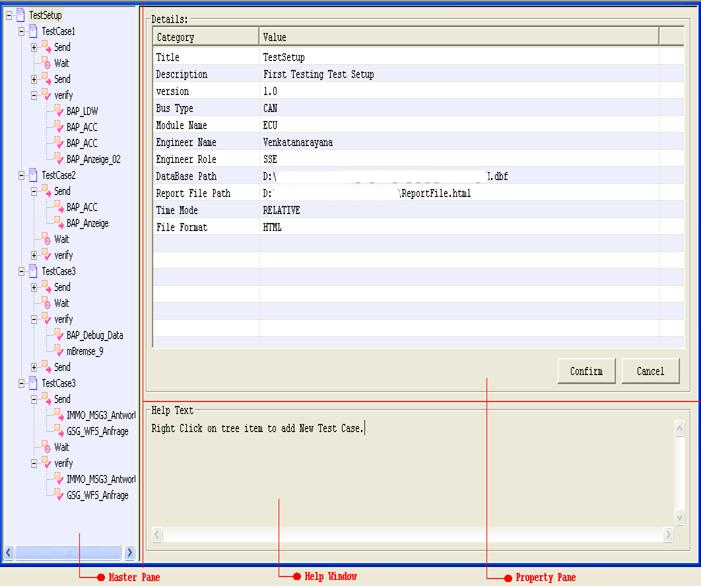 TestSetup
TestCase1
Send
Wait
Send
verify
BAP_LDW
BAP_ACC
BAP_ACC
BAP_Anzeige_02
TestCase2
Send
BAP_ACC
BAP_Anzeige
Wait
verify
TestCase3
Send
Wait
verify
BAP_Debug_Data
mBremse_9
Send
TestCase3
Send
IMMO_MSG3_Antworl
GSG_WFS_Anfrage
Wait
verify
IMMO_MSG3_Antworl
GSG_WFS_Anfrage
Details:
Category Value
Title TestSetup
Description First Testing Test Setup
version 1.0
Bus Type CAN
Module Name ECU
Engineer Name Venkatanarayana
Engineer Role SSE
DataBase Path D:\ .dbf
Report File Path D: \ReportFile.html
Time Mode RELATIVE
File Format HTML
Confirm Cancel
Help Text
Right Click on tree item to add New Test Case.
Master Pane Help Window Property Pane